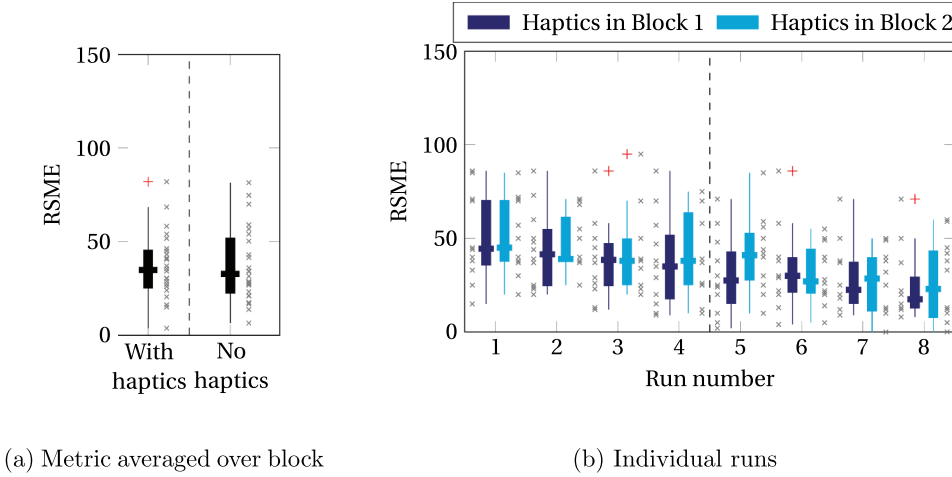 Haptics in Block 1 Haptics in Block 2
150
100
50
0
RSME
With haptics
No haptics
150
100
50
0
RSME
1 2 3 4 5 6 7 8
Run number
(a) Metric averaged over block
(b) Individual runs